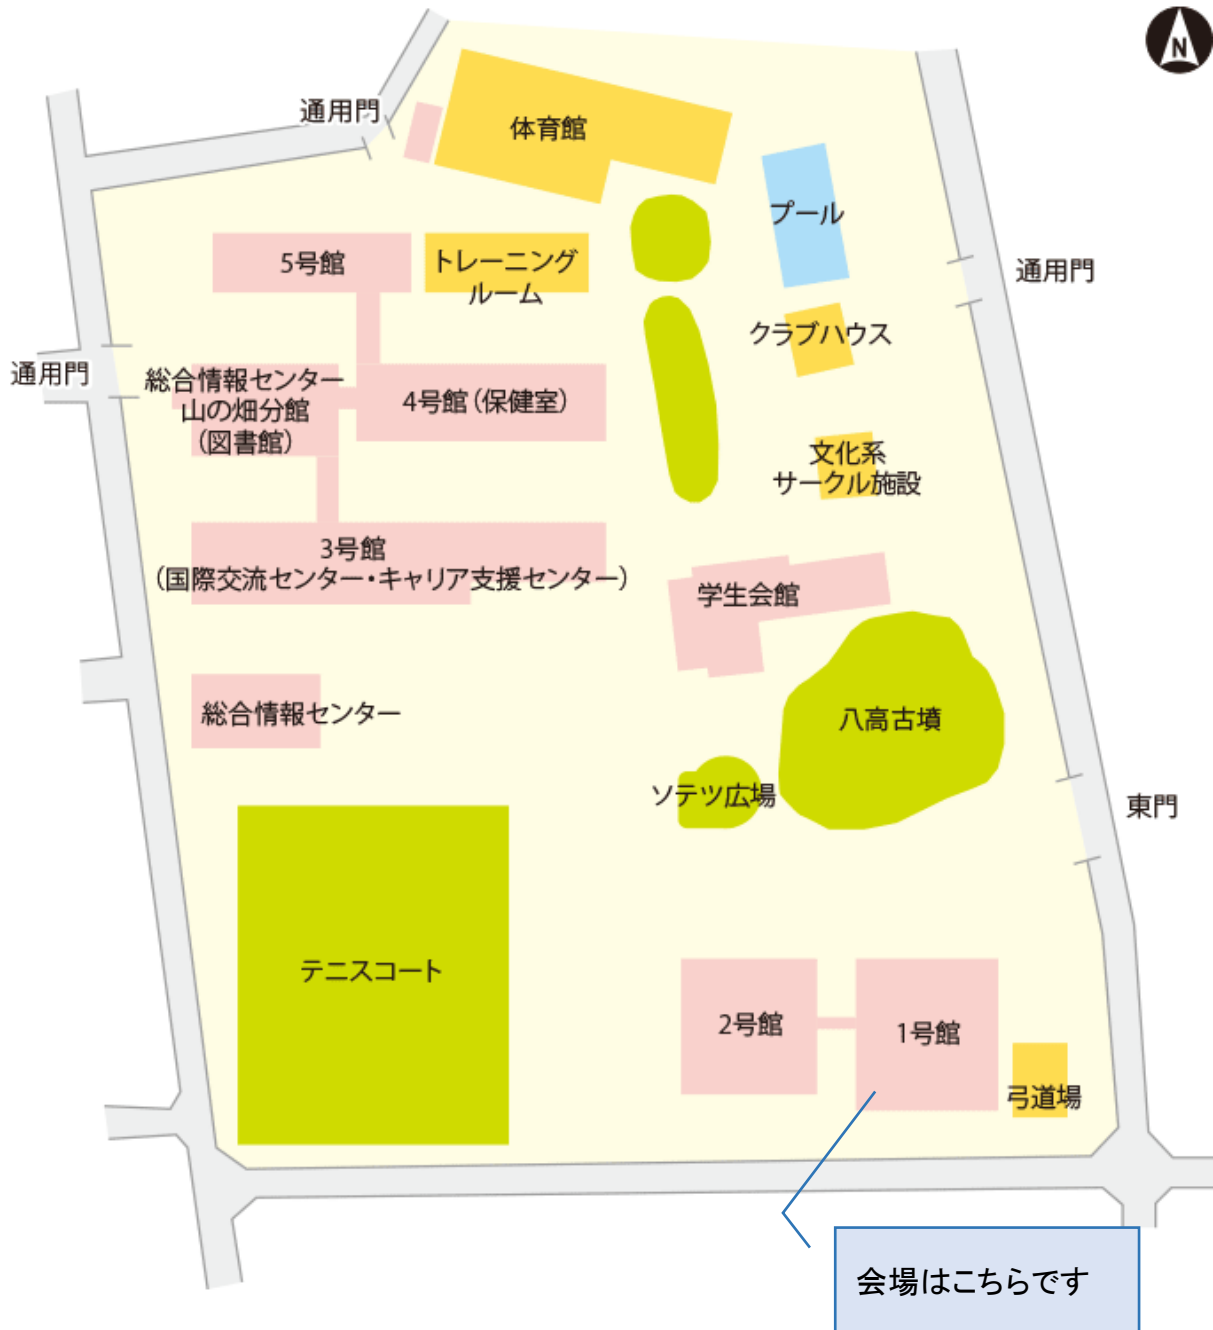 N
通用門
体育館
プール
5号館
トレーニング
ルーム
通用門
クラブハウス
通用門
総合情報センター
山の畑分館
(図書館)
4号館(保健室)
文化系
サークル施設
3号館
(国際交流センター・キャリア支援センター)
学生会館
総合情報センター
八高古墳
ソテツ広場
東門
テニスコート
2号館
1号館
弓道場
会場はこちらです